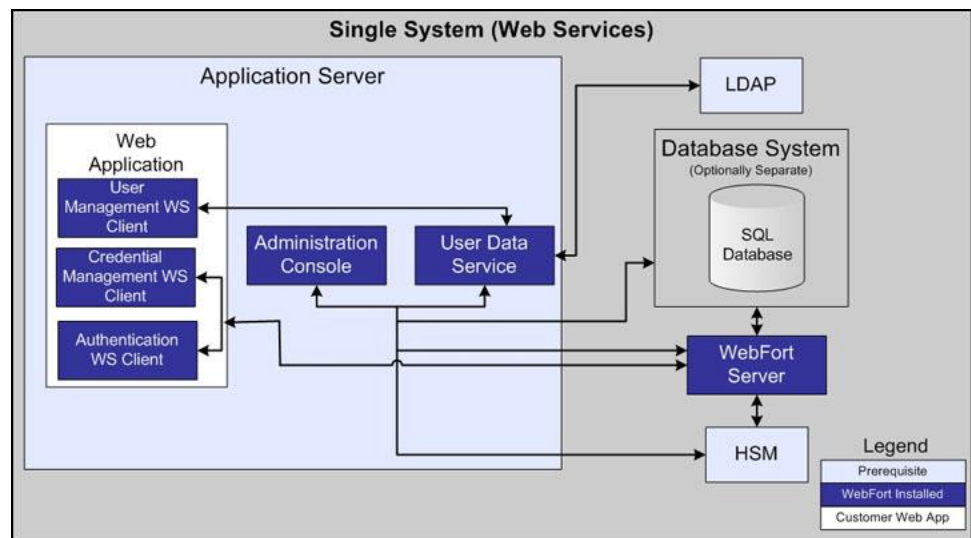 Single System (Web Services)
Application Server
Web
Application
User
Management WS
Client
Credential
Management WS
Client
Authentication
WS Client
Administration
Console
User Data
Service
LDAP
Database System
(Optionally Separate)
SQL
Database
WebFort
Server
HSM
Legend
Prerequisite
WebFort Installed
Customer Web App